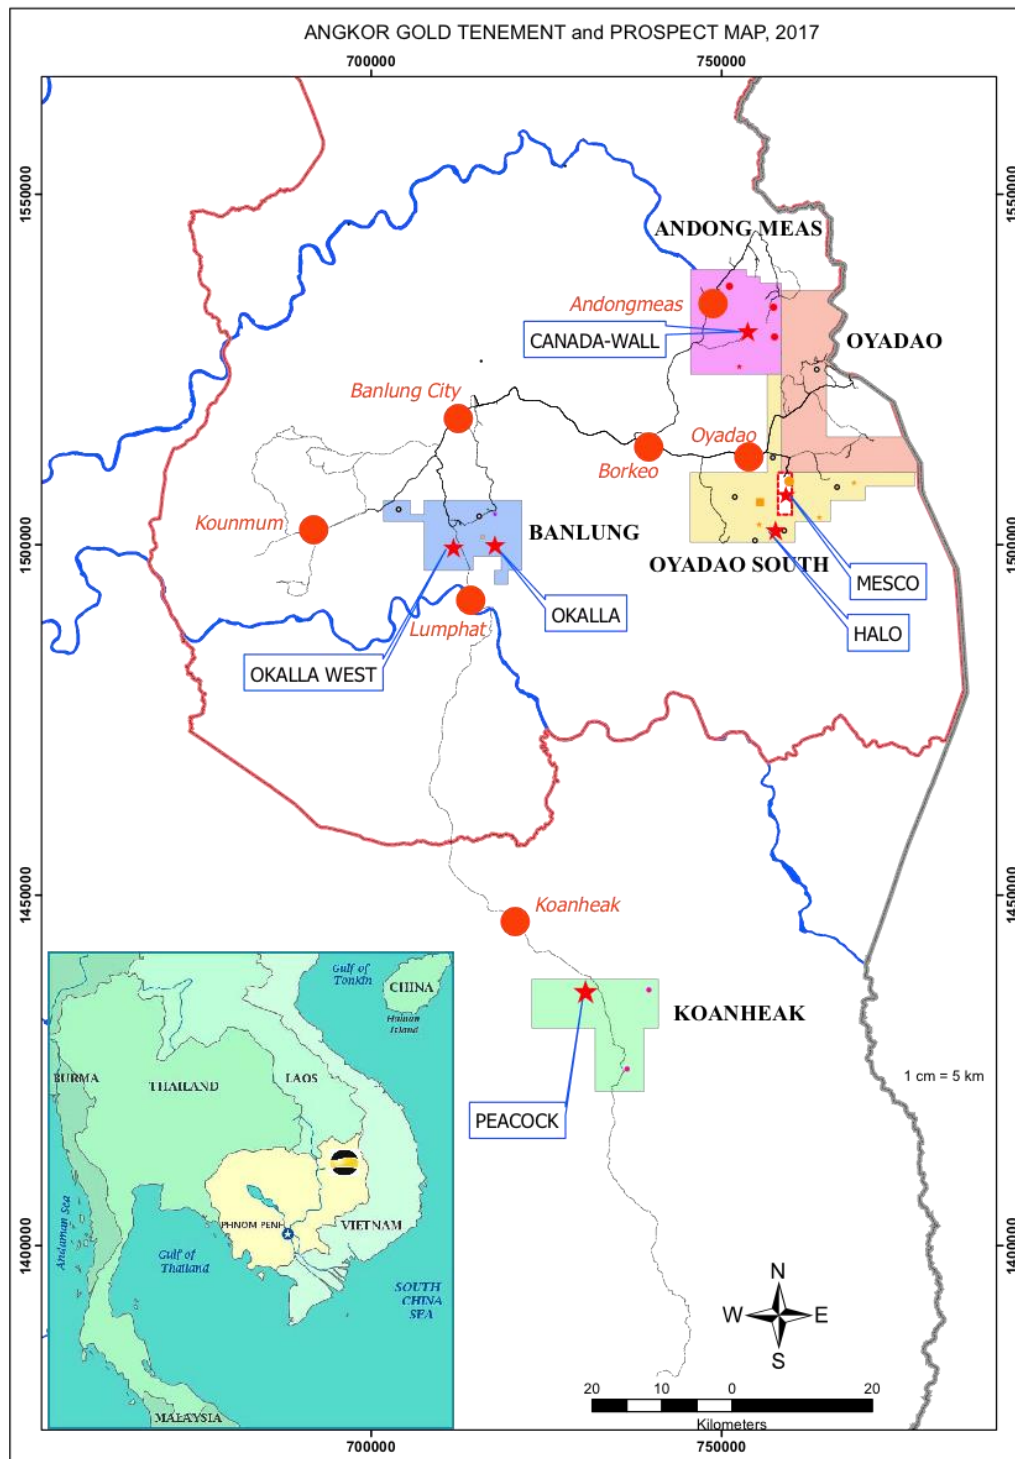 ANGKOR GOLD TENEMENT and PROSPECT MAP, 2017
700000
750000
1550000
1550000
ANDONG MEAS
Andongmeas
CANADA-WALL
OYADAO
Banlung City
Oyadao
Borkeo
Kounmum
BANLUNG
1500000
1500000
OYADAO SOUTH
MESCO
OKALLA
Lumphat
HALO
OKALLA WEST
1450000
1450000
Koanheak
KOANHEAK
PEACOCK
1 cm = 5 km
Gulf of
Tonkin
CHINA
Hainan
Island
BURMA
THAILAND
LAOS
PHNOM PENH
VIETNAM
Andaman Sea
Gulf of
Thailand
SOUTH
CHINA
SEA
MALAYSIA
1400000
1400000
N
W
E
S
20
10
0
20
Kilometers
700000
750000